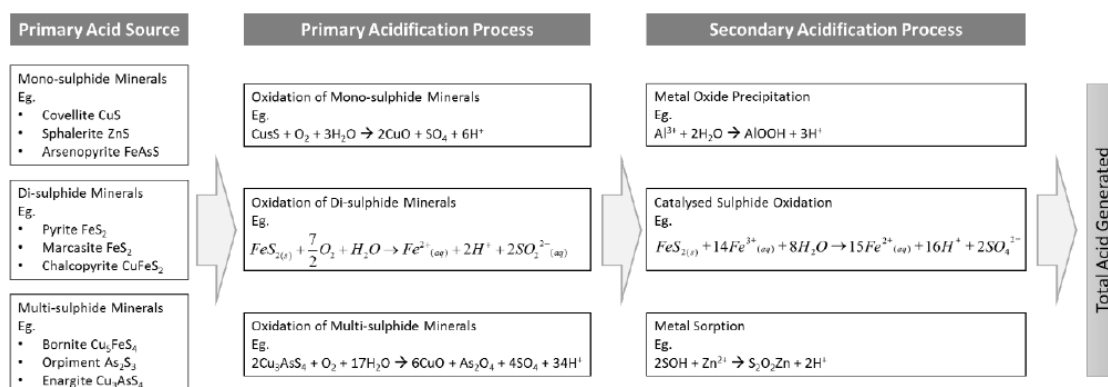 Primary Acid Source
Primary Acidification Process
Secondary Acidification Process
Mono-sulphide Minerals
Eg.
• Covellite CuS
• Sphalerite ZnS
• Arsenopyrite FeAsS
Oxidation of Mono-sulphide Minerals
Eg.
CusS + O₂ + 3H₂O → 2CuO + SO₄ + 6H⁺
Metal Oxide Precipitation
Eg.
Al³⁺ + 2H₂O → AlOOH + 3H⁺
Di-sulphide Minerals
Eg.
• Pyrite FeS₂
• Marcasite FeS₂
• Chalcopyrite CuFeS₂
Oxidation of Di-sulphide Minerals
Eg.
FeS₂₍ₛ₎ + 7/2 O₂ + H₂O → Fe²⁺(aq) + 2H⁺ + 2SO₂²⁻(aq)
Catalysed Sulphide Oxidation
Eg.
FeS₂₍ₛ₎ + 14Fe³⁺(aq) + 8H₂O → 15Fe²⁺(aq) + 16H⁺ + 2SO₄²⁻
Multi-sulphide Minerals
Eg.
• Bornite Cu₅FeS₄
• Orpiment As₂S₃
• Enargite Cu₃AsS₄
Oxidation of Multi-sulphide Minerals
Eg.
2Cu₃AsS₄ + O₂ + 17H₂O → 6CuO + As₂O₄ + 4SO₄ + 34H⁺
Metal Sorption
Eg.
2SOH + Zn²⁺ → S₂O₂Zn + 2H⁺
Total Acid Generated